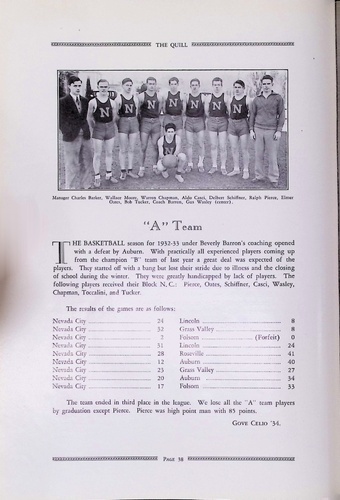 THE QUILL
N N N N N N N
Manager Charles Barker, Wallace Moore, Warren Chapman, Aldo Casci, Delbert Schiffner, Ralph Pierce, Elmer
Ostes, Bob Tucker, Coach Barron, Gus Wasley (center).
"A" Team
THE BASKETBALL season for 1932-33 under Beverly Barron's coaching opened
with a defeat by Auburn. With practically all experienced players coming up
from the champion "B" team of last year a great deal was expected of the
players. They started off with a bang but lost their stride due to illness and the closing
of school during the winter. They were greatly handicapped by lack of players. The
following players received their Block N, C.: Pierce, Ostes, Schiffner, Casci, Wasley,
Chapman, Toccalini, and Tucker.
The results of the games are as follows:
Nevada City 24 Lincoln 8
Nevada City 32 Grass Valley 8
Nevada City 2 Folsom (Forfeit) 0
Nevada City 31 Lincoln 24
Nevada City 28 Roseville 41
Nevada City 12 Auburn 40
Nevada City 23 Grass Valley 27
Nevada City 20 Auburn 34
Nevada City 17 Folsom 33
The team ended in third place in the league. We lose all the "A" team players
by graduation except Pierce. Pierce was high point man with 85 points.
GOVE CELIO '34.
PAGE 38